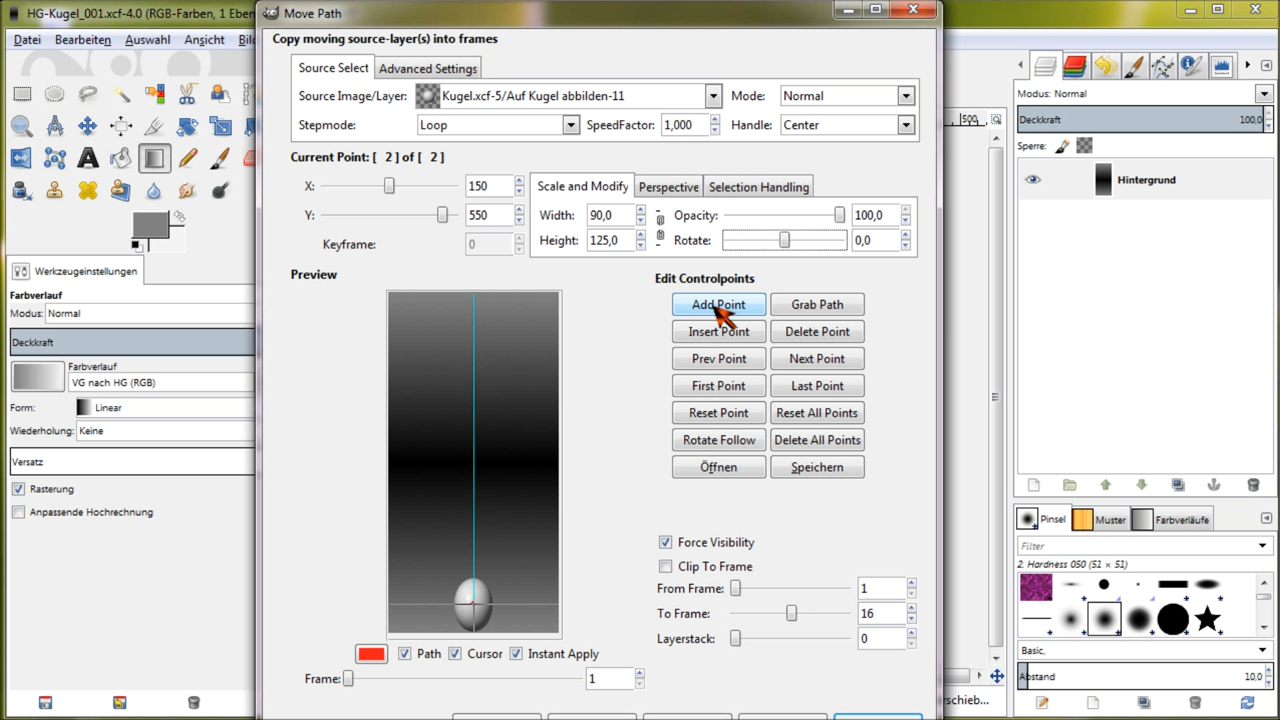 HG-Kugel_001.xcf-4.0 (RGB-Farben, 1 Eben
Datei Bearbeiten Auswahl Ansicht
Move Path
Copy moving source-layer(s) into frames
Source Select Advanced Settings
Source Image/Layer: Kugel.xcf-5/Auf Kugel abbilden-11 Mode: Normal
Stepmode: Loop SpeedFactor: 1,000 Handle: Center
Current Point: [ 2 ] of [ 2 ]
X: 150
Y: 550
Keyframe: 0
Scale and Modify Perspective Selection Handling
Width: 90,0 Opacity: 100,0
Height: 125,0 Rotate: 0,0
Preview
Edit Controlpoints
Add Point Grab Path
Insert Point Delete Point
Prev Point Next Point
First Point Last Point
Reset Point Reset All Points
Rotate Follow Delete All Points
Öffnen Speichern
Force Visibility
Clip To Frame
From Frame: 1
To Frame: 16
Layerstack: 0
Path Cursor Instant Apply
Frame: 1
Werkzeugeinstellungen
Farbverlauf
Modus: Normal
Deckkraft
Farbverlauf
VG nach HG (RGB)
Form: Linear
Wiederholung: Keine
Versatz
Rasterung
Anpassende Hochrechnung
500
Modus: Normal
Deckkraft 100,0
Sperre:
Hintergrund
Pinsel Muster Farbverläufe
Filter
2. Hardness 050 (51 × 51)
Basic,
Abstand 10,0